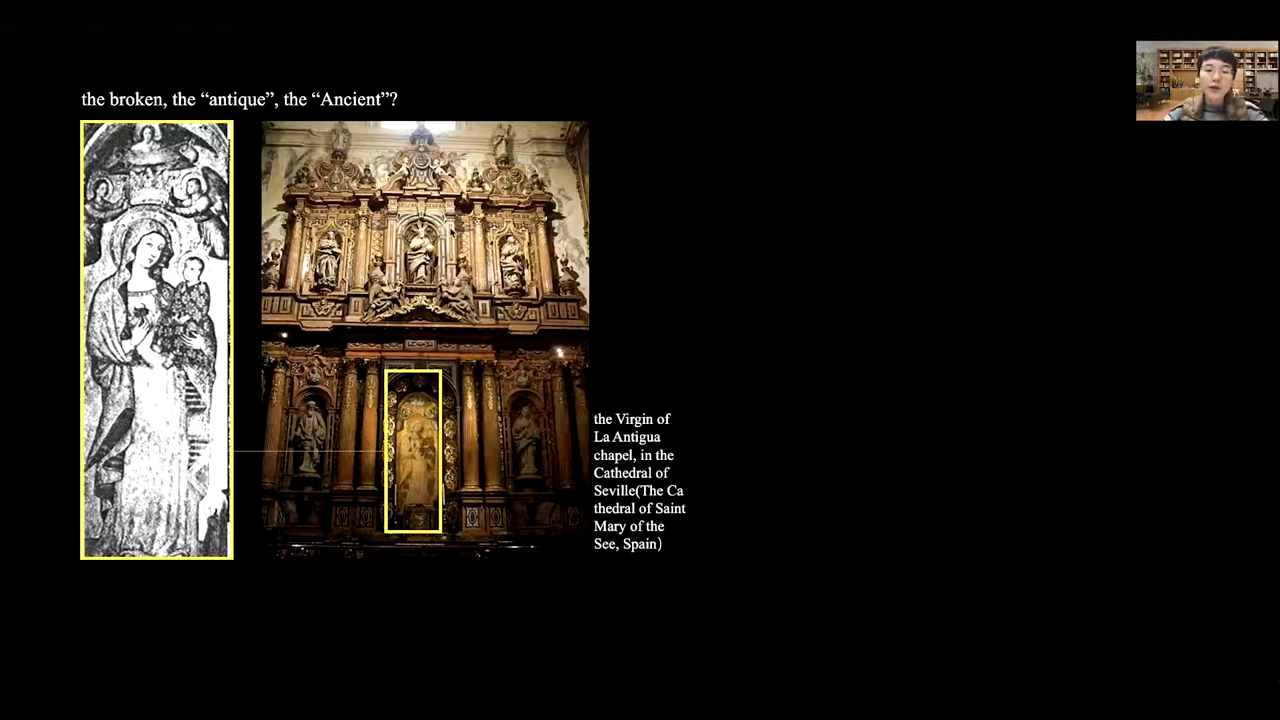 the broken, the “antique”, the “Ancient”?
the Virgin of
La Antigua
chapel, in the
Cathedral of
Seville(The Ca
thedral of Saint
Mary of the
See, Spain）